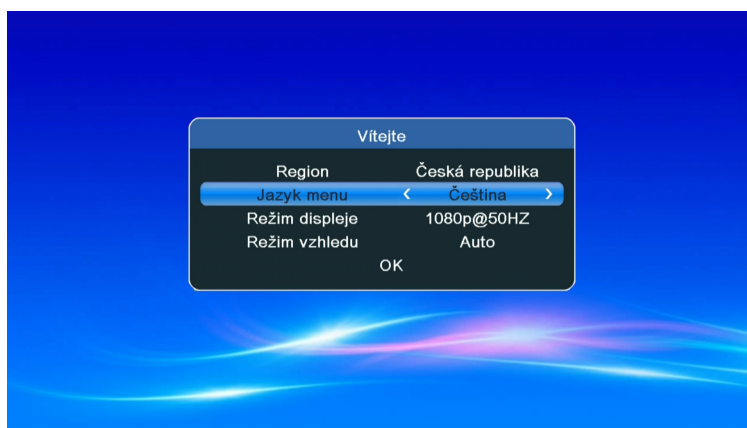 Vítejte
Region Česká republika
Jazyk menu Čeština
Režim displeje 1080p@50HZ
Režim vzhledu Auto
OK